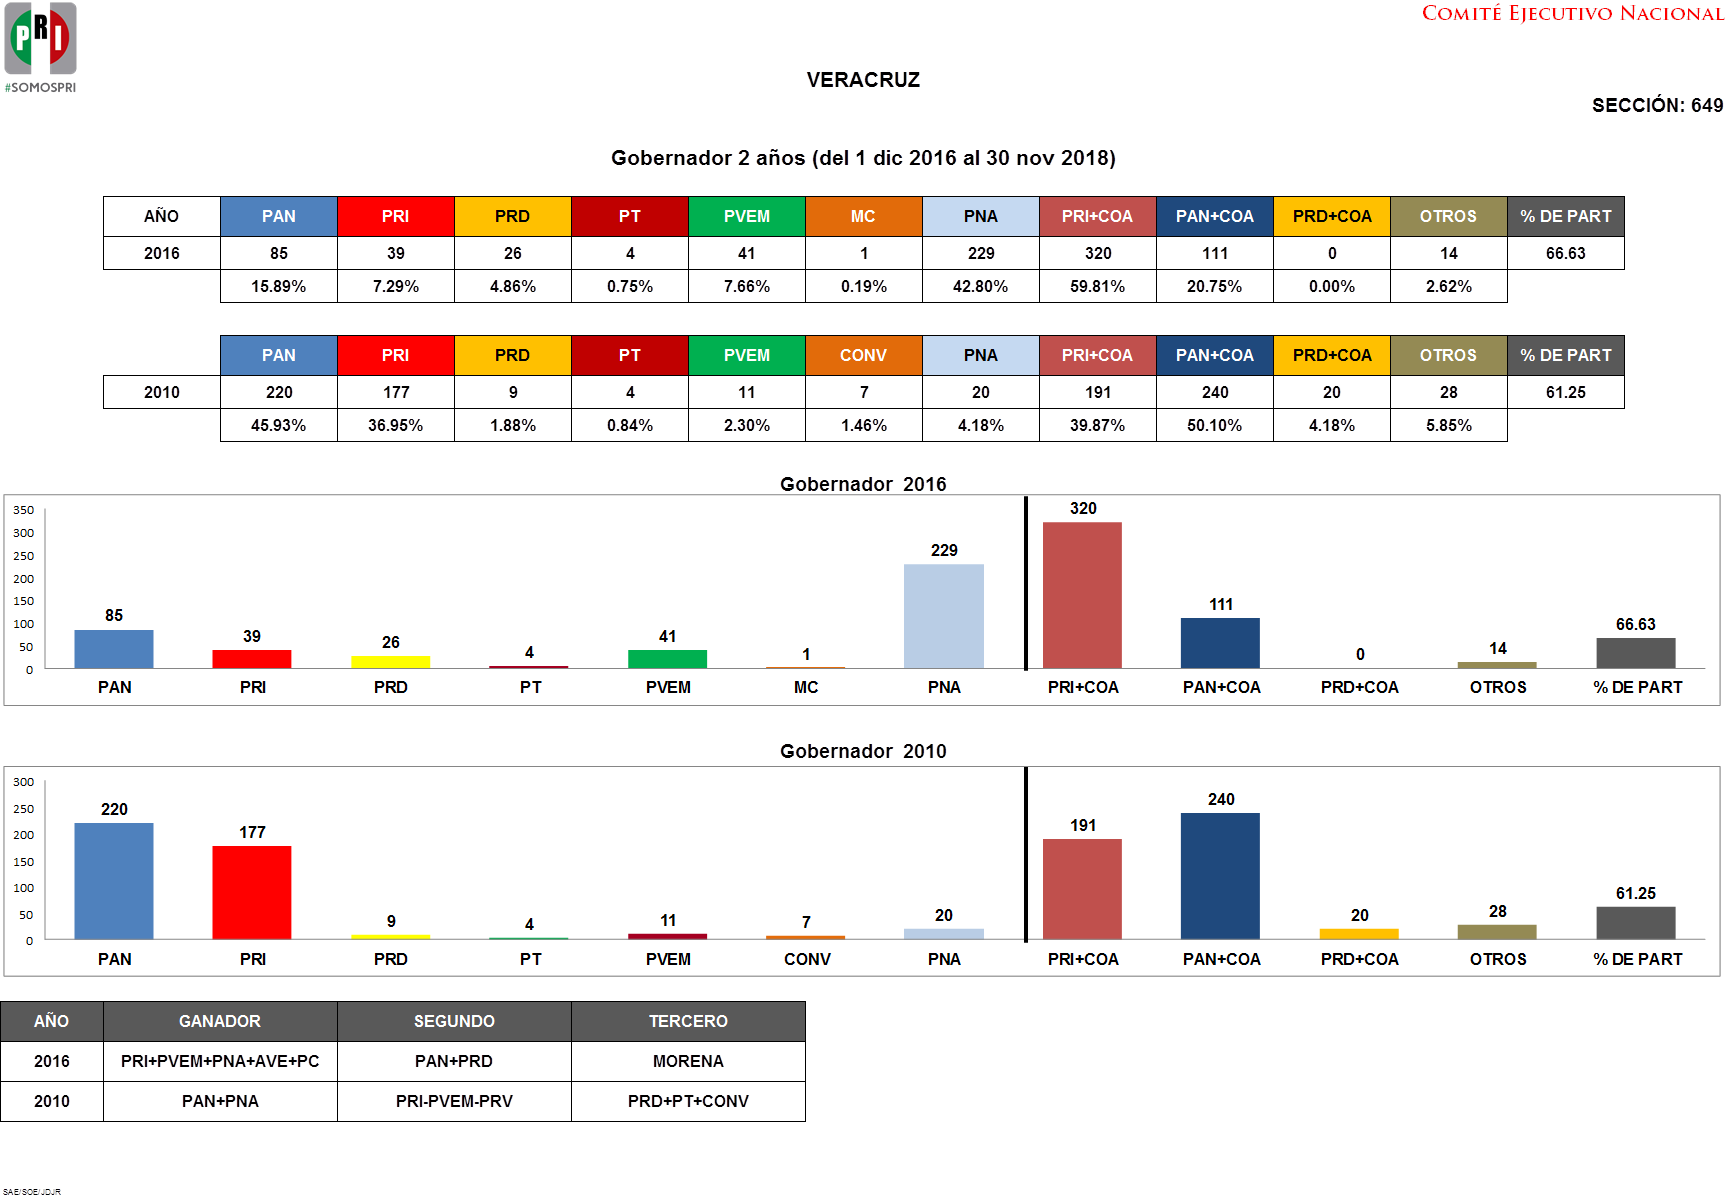 PRI
#SOMOSPRI
COMITÉ EJECUTIVO NACIONAL
VERACRUZ
SECCIÓN: 649
Gobernador 2 años (del 1 dic 2016 al 30 nov 2018)
AÑO PAN PRI PRD PT PVEM MC PNA PRI+COA PAN+COA PRD+COA OTROS % DE PART
2016 85 39 26 4 41 1 229 320 111 0 14 66.63
15.89% 7.29% 4.86% 0.75% 7.66% 0.19% 42.80% 59.81% 20.75% 0.00% 2.62%
PAN PRI PRD PT PVEM CONV PNA PRI+COA PAN+COA PRD+COA OTROS % DE PART
2010 220 177 9 4 11 7 20 191 240 20 28 61.25
45.93% 36.95% 1.88% 0.84% 2.30% 1.46% 4.18% 39.87% 50.10% 4.18% 5.85%
Gobernador 2016
350
300
250
200
150
100
50
0
85 39 26 4 41 1 229 320 111 0 14 66.63
PAN PRI PRD PT PVEM MC PNA PRI+COA PAN+COA PRD+COA OTROS % DE PART
Gobernador 2010
300
250
200
150
100
50
0
220 177 9 4 11 7 20 191 240 20 28 61.25
PAN PRI PRD PT PVEM CONV PNA PRI+COA PAN+COA PRD+COA OTROS % DE PART
AÑO GANADOR SEGUNDO TERCERO
2016 PRI+PVEM+PNA+AVE+PC PAN+PRD MORENA
2010 PAN+PNA PRI-PVEM-PRV PRD+PT+CONV
SAE/SOE/JDJR